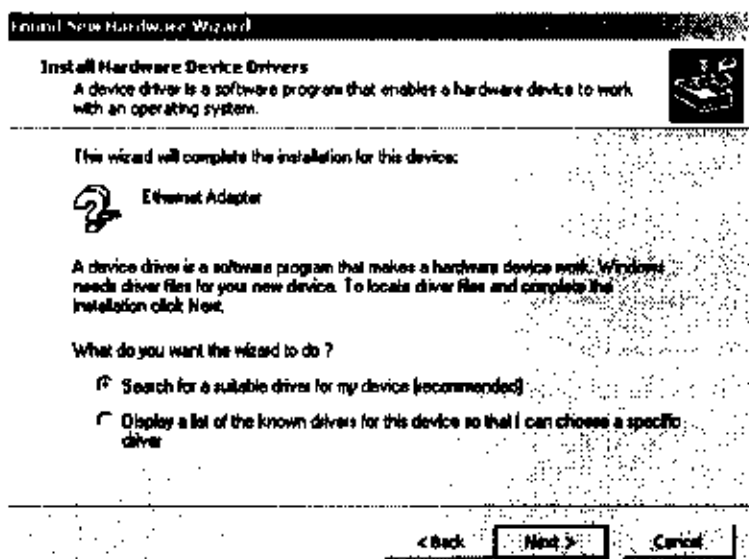 Found New Hardware Wizard
Install Hardware Device Drivers
A device driver is a software program that enables a hardware device to work
with an operating system.
This wizard will complete the installation for this device:
Ethernet Adapter
A device driver is a software program that makes a hardware device work. Windows
needs driver files for your new device. To locate driver files and complete the
installation click Next.
What do you want the wizard to do ?
Search for a suitable driver for my device (recommended)
Display a list of the known drivers for this device so that I can choose a specific
driver
< Back Next > Cancel